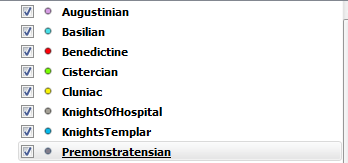 Augustinian
Basilian
Benedictine
Cistercian
Cluniac
KnightsOfHospital
KnightsTemplar
Premonstratensian